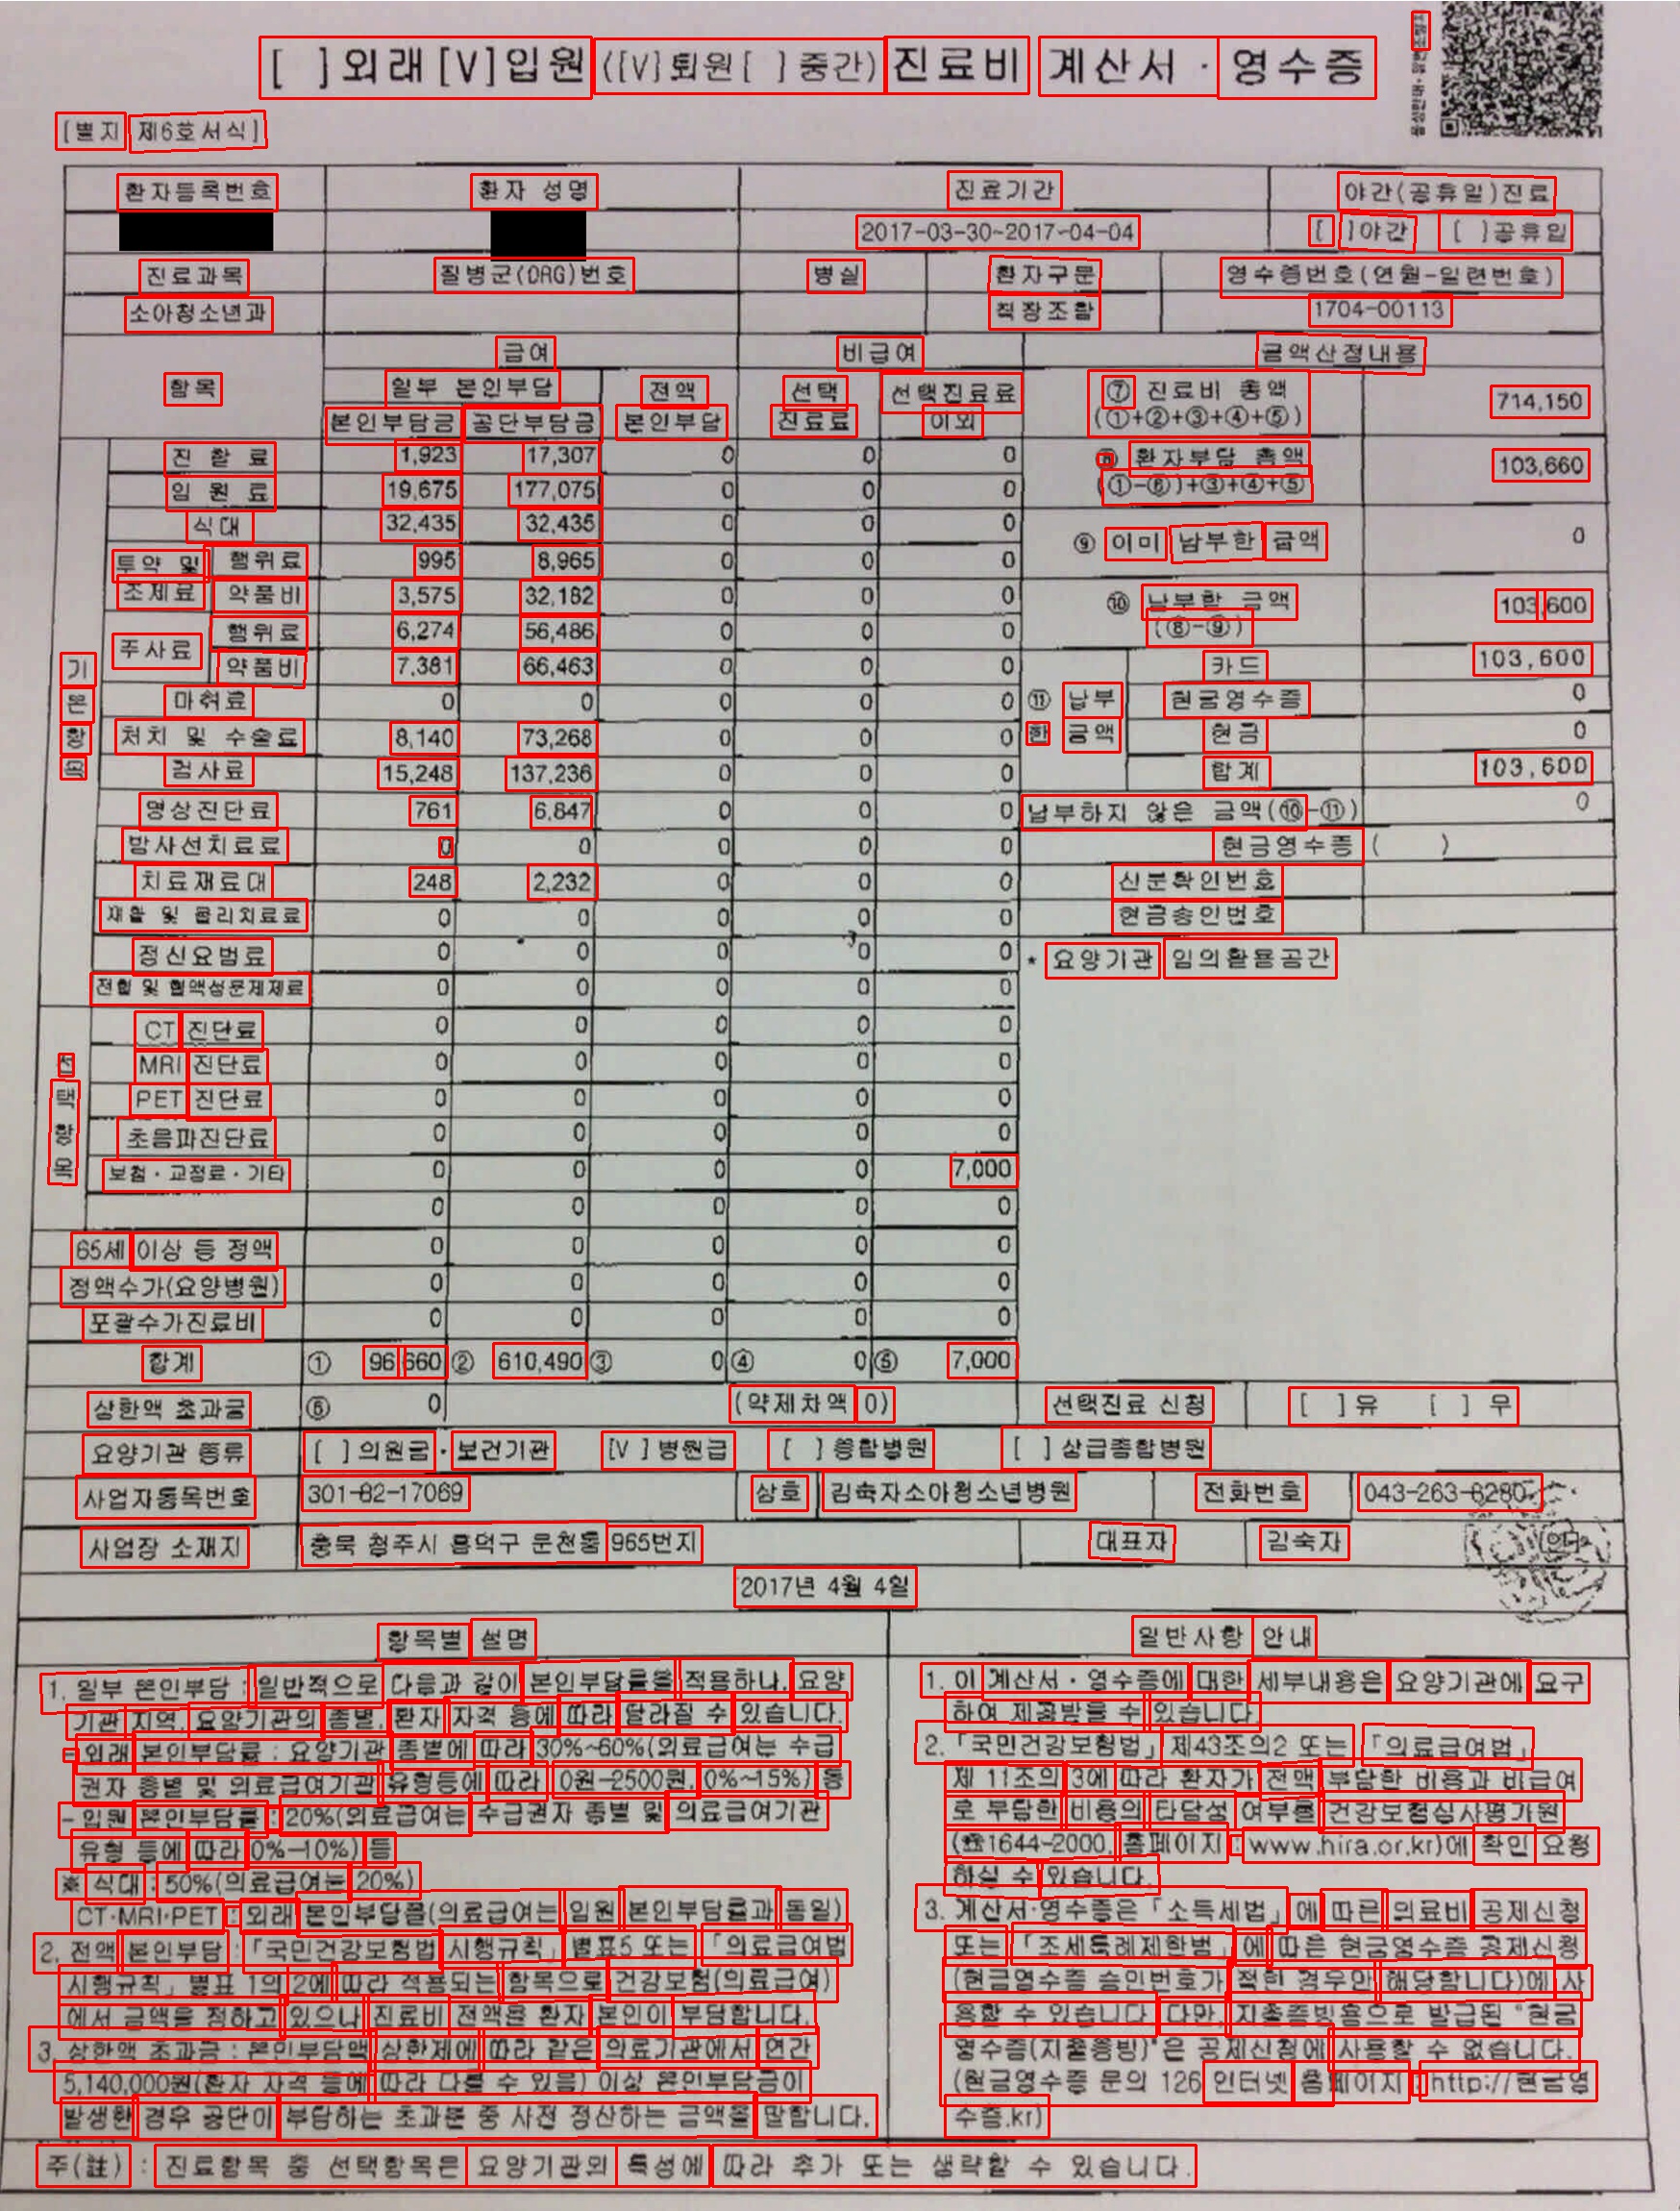 [ ]외래[V]입원 ([V]퇴원[ ]중간) 진료비 계산서 · 영수증
[별지 제6호서식]
환자등록번호 환자 성명 진료기간 야간(공휴일)진료
2017-03-30~2017-04-04 [ ]야간 [ ]공휴일
진료과목 질병군(DRG)번호 병실 환자구분 영수증번호(연월-일련번호)
소아청소년과 직장조합 1704-00113
급여 비급여 금액산정내용
항목 일부 본인부담 전액 선택 선택진료료 ⑦ 진료비 총액 714,150
본인부담금 공단부담금 본인부담 진료료 이외 (①+②+③+④+⑤)
진찰료 1,923 17,307 0 0 0 ⑧ 환자부담 총액 103,660
입원료 19,675 177,075 0 0 0 (①-⑥)+③+④+⑤
식대 32,435 32,435 0 0 0 ⑨ 이미 납부한 금액 0
투약 및 행위료 995 8,965 0 0 0
조제료 약품비 3,575 32,182 0 0 0 ⑩ 납부할 금액 103,600
주사료 행위료 6,274 56,486 0 0 0 (⑧-⑨)
약품비 7,381 66,463 0 0 0 카드 103,600
기본항목 마취료 0 0 0 0 0 ⑪ 납부 현금영수증 0
처치 및 수술료 8,140 73,268 0 0 0 한 금액 현금 0
검사료 15,248 137,236 0 0 0 합계 103,600
영상진단료 761 6,847 0 0 0 납부하지 않은 금액(⑩-⑪) 0
방사선치료료 0 0 0 0 0 현금영수증( )
치료재료대 248 2,232 0 0 0 신분확인번호
재활 및 물리치료료 0 0 0 0 0 현금승인번호
정신요법료 0 0 0 0 0 * 요양기관 임의활용공간
전혈 및 혈액성분제제료 0 0 0 0 0
선택항목 CT 진단료 0 0 0 0 0
MRI 진단료 0 0 0 0 0
PET 진단료 0 0 0 0 0
초음파진단료 0 0 0 0 0
보험·교정료·기타 0 0 0 0 7,000
0 0 0 0 0
65세 이상 등 정액 0 0 0 0 0
정액수가(요양병원) 0 0 0 0 0
포괄수가진료비 0 0 0 0 0
합계 ① 96,660 ② 610,490 ③ 0 ④ 0 ⑤ 7,000
상한액 초과금 ⑥ 0 (약제차액 0) 선택진료 신청 [ ]유 [ ]무
요양기관 종류 [ ]의원급·보건기관 [V]병원급 [ ]종합병원 [ ]상급종합병원
사업자등록번호 301-82-17069 상호 김숙자소아청소년병원 전화번호 043-263-6280
사업장 소재지 충북 청주시 흥덕구 운천동 965번지 대표자 김숙자 (인)
2017년 4월 4일
항목별 설명
1. 일부 본인부담 : 일반적으로 다음과 같이 본인부담률을 적용하나, 요양
기관 지역, 요양기관의 종별, 환자 자격 등에 따라 달라질 수 있습니다.
- 외래 본인부담률 : 요양기관 종별에 따라 30%~60%(의료급여는 수급
권자 종별 및 의료급여기관 유형등에 따라 0원-2500원, 0%~15%) 등
- 입원 본인부담률 : 20%(의료급여는 수급권자 종별 및 의료급여기관
유형 등에 따라 0%-10%) 등
※ 식대 : 50%(의료급여는 20%)
CT·MRI·PET : 외래 본인부담률(의료급여는 입원 본인부담률과 동일)
2. 전액 본인부담 : 「국민건강보험법 시행규칙」 별표5 또는 「의료급여법
시행규칙」 별표 1의 2에 따라 적용되는 항목으로 건강보험(의료급여)
에서 금액을 정하고 있으나 진료비 전액을 환자 본인이 부담합니다.
3. 상한액 초과금 : 본인부담액 상한제에 따라 같은 의료기관에서 연간
5,140,000원(환자 자격 등에 따라 다를 수 있음) 이상 본인부담금이
발생한 경우 공단이 부담하는 초과분 중 사전 정산하는 금액을 말합니다.
일반사항 안내
1. 이 계산서·영수증에 대한 세부내용은 요양기관에 요구
하여 제공받을 수 있습니다.
2. 「국민건강보험법」 제43조의2 또는 「의료급여법」
제 11조의 3에 따라 환자가 전액 부담한 비용과 비급여
로 부담한 비용의 타당성 여부를 건강보험심사평가원
(☎1644-2000, 홈페이지 : www.hira.or.kr)에 확인 요청
하실 수 있습니다.
3. 계산서·영수증은 「소득세법」에 따른 의료비 공제신청
또는 「조세특례제한법」에 따른 현금영수증 공제신청
(현금영수증 승인번호가 적힌 경우만 해당합니다)에 사
용할 수 있습니다. 다만, 지출증빙용으로 발급된 "현금
영수증(지출증빙)"은 공제신청에 사용할 수 없습니다.
(현금영수증 문의 126 인터넷 홈페이지 : http://현금영
수증.kr)
주(註) : 진료항목 중 선택항목은 요양기관의 특성에 따라 추가 또는 생략할 수 있습니다.